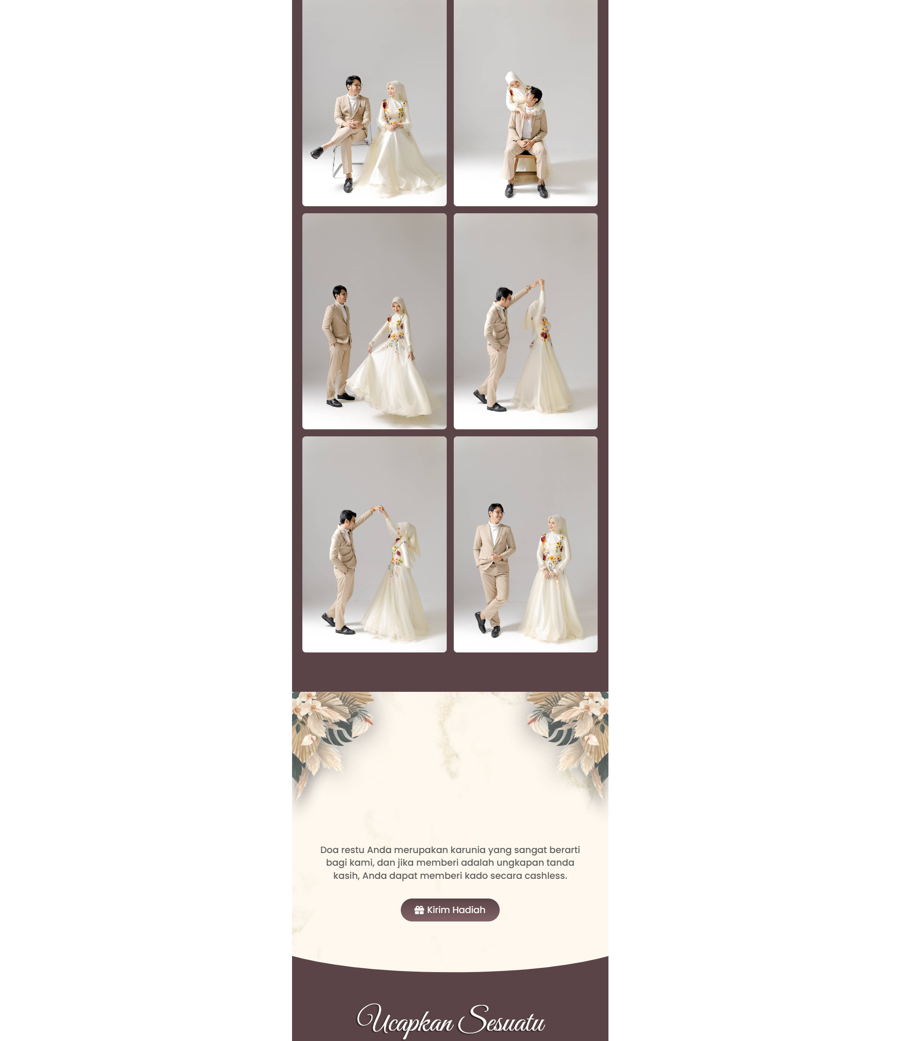 Doa restu Anda merupakan karunia yang sangat berarti
bagi kami, dan jika memberi adalah ungkapan tanda
kasih, Anda dapat memberi kado secara cashless.
Kirim Hadiah
Ucapkan Sesuatu